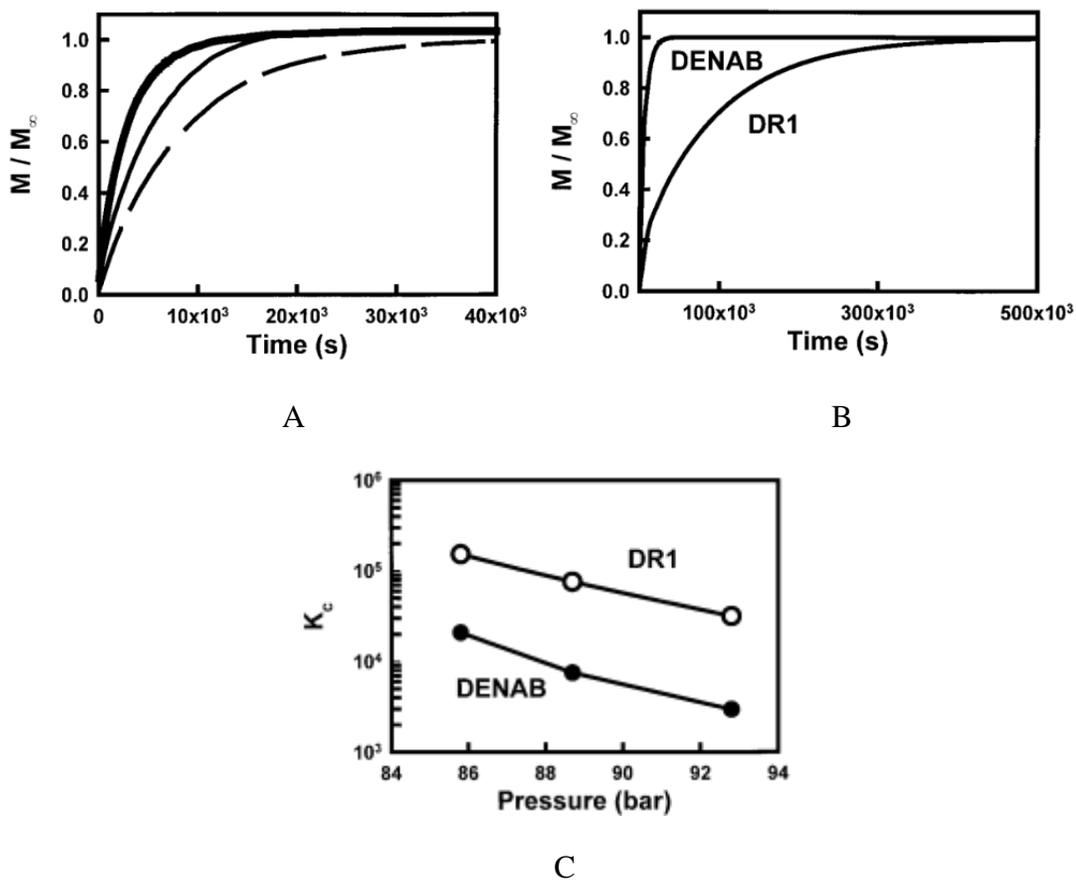 M / M∞
1.0
0.8
0.6
0.4
0.2
0.0
0
10x10³
20x10³
30x10³
40x10³
Time (s)
A
M / M∞
1.0
0.8
0.6
0.4
0.2
0.0
DENAB
DR1
100x10³
300x10³
500x10³
Time (s)
B
Kc
10⁶
10⁵
10⁴
10³
DR1
DENAB
84
86
88
90
92
94
Pressure (bar)
C